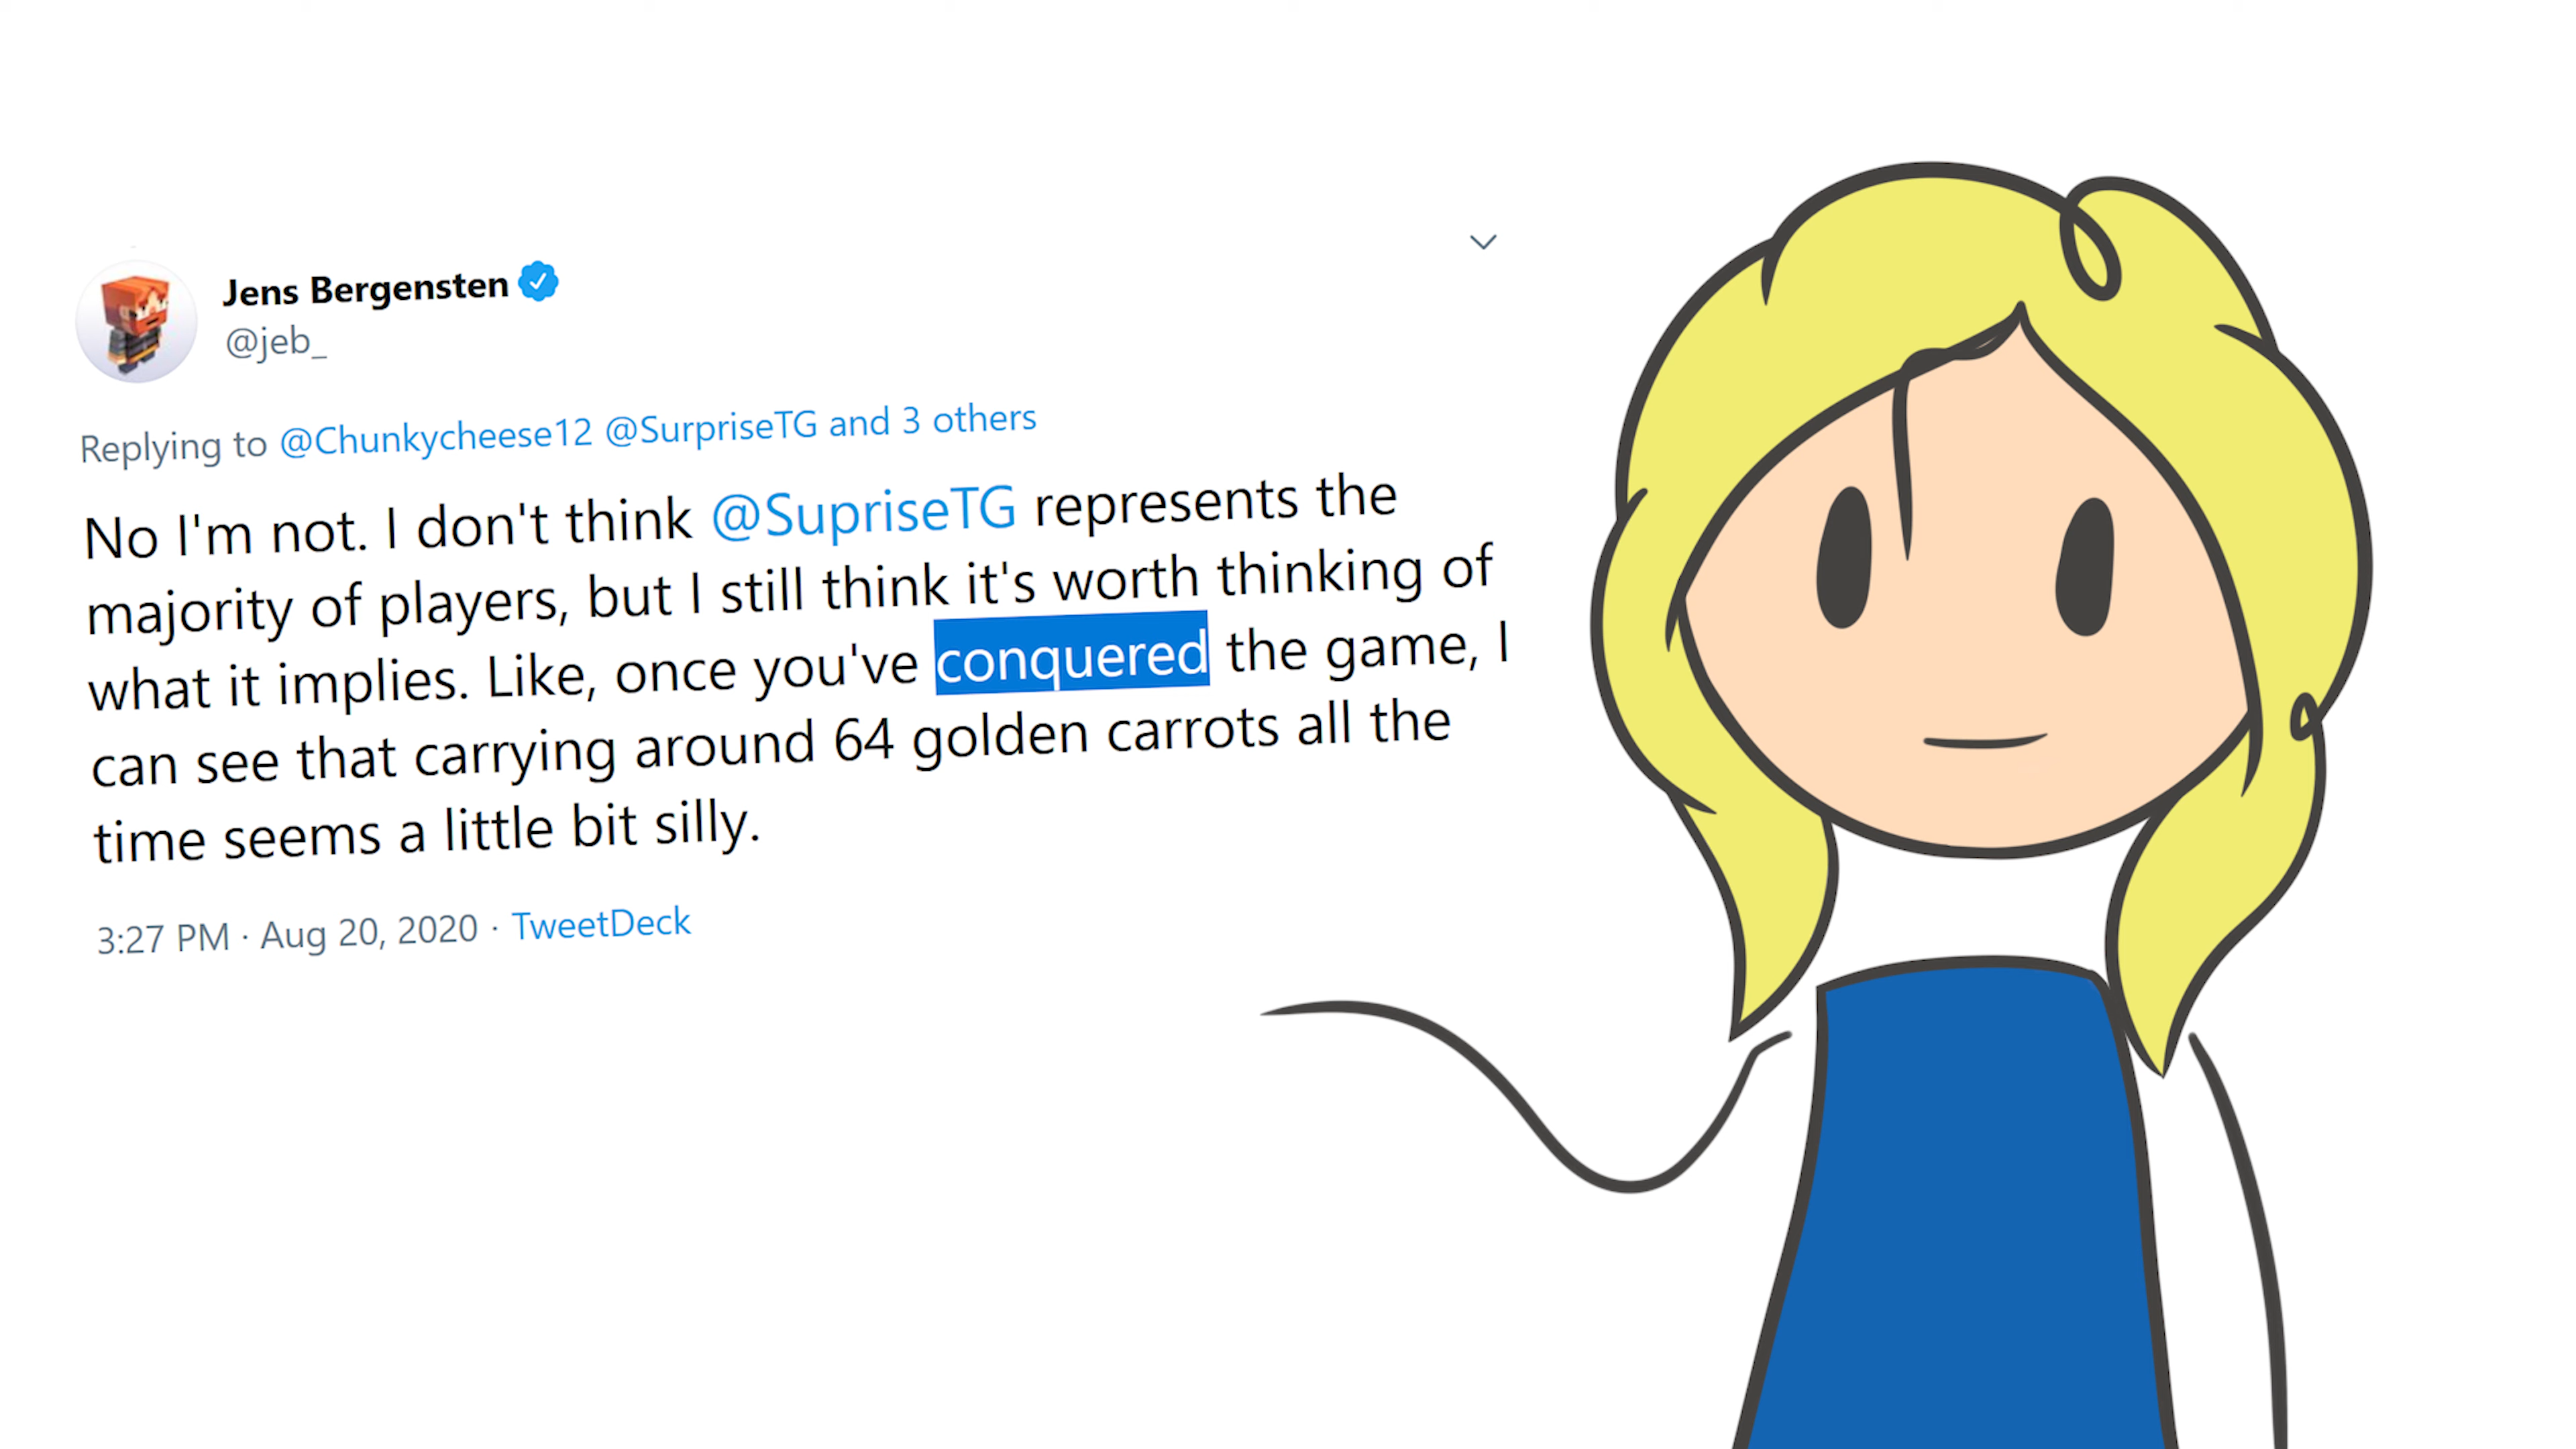 Jens Bergensten
@jeb_
Replying to @Chunkycheese12 @SurpriseTG and 3 others
No I'm not. I don't think @SupriseTG represents the
majority of players, but I still think it's worth thinking of
what it implies. Like, once you've conquered the game, I
can see that carrying around 64 golden carrots all the
time seems a little bit silly.
3:27 PM · Aug 20, 2020 · TweetDeck